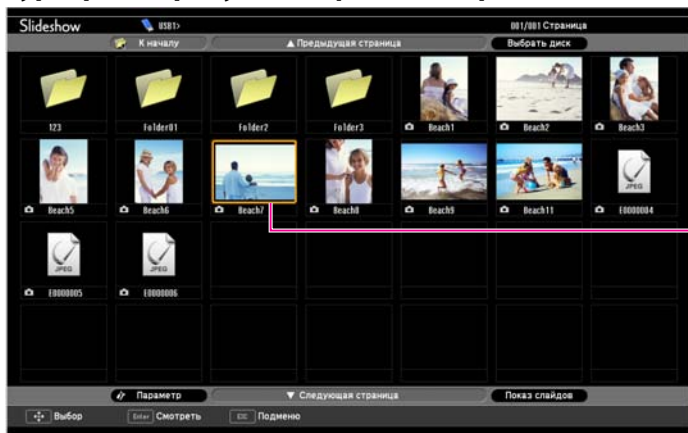 Slideshow USB1> 001/001 Страница
К началу ▲ Предыдущая страница Выбрать диск
123 Folder01 Folder2 Folder3 Beach1 Beach2 Beach3
JPEG
Beach5 Beach6 Beach7 Beach8 Beach9 Beach11 E0000004
JPEG JPEG
E0000005 E0000006
Параметр ▼ Следующая страница Показ слайдов
Выбор Enter Смотреть ESC Подменю